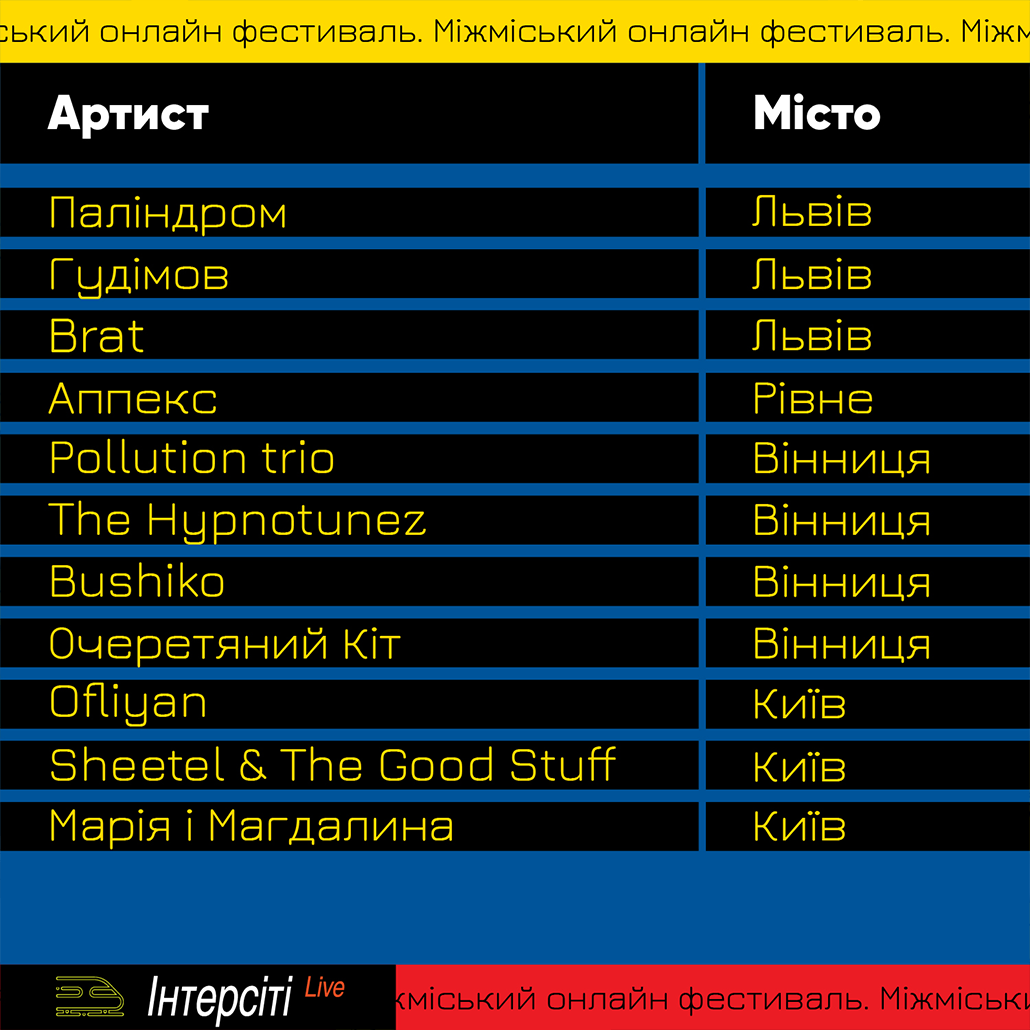 ський онлайн фестиваль. Міжміський онлайн фестиваль. Міжм
Артист Місто
Паліндром Львів
Гудімов Львів
Brat Львів
Аппекс Рівне
Pollution trio Вінниця
The Hypnotunez Вінниця
Bushiko Вінниця
Очеретяний Кіт Вінниця
Ofliyan Київ
Sheetel & The Good Stuff Київ
Марія і Магдалина Київ
Інтерсіті Live жміський онлайн фестиваль. Міжміськи